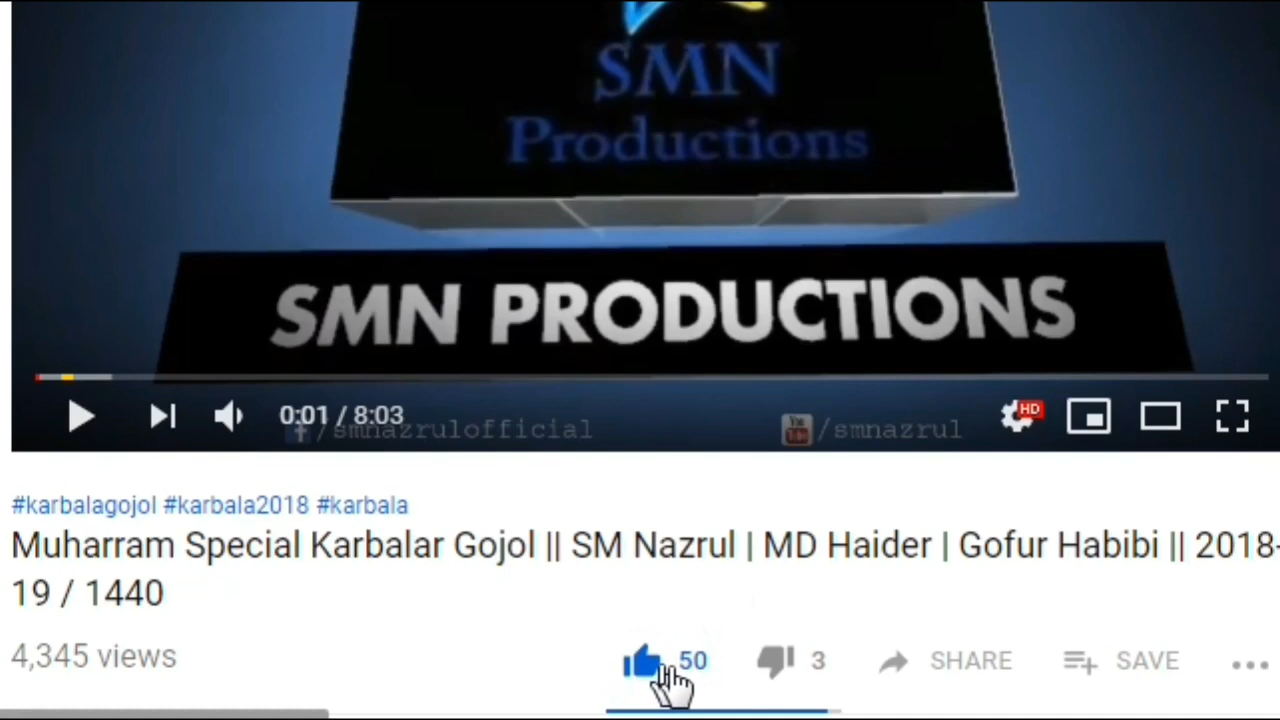 SMN
Productions
SMN PRODUCTIONS
0:01 / 8:03
HD
/smnazrulofficial
You
/smnazrul
#karbalagojol #karbala2018 #karbala
Muharram Special Karbalar Gojol || SM Nazrul | MD Haider | Gofur Habibi || 2018-
19 / 1440
4,345 views
50
3
SHARE
SAVE